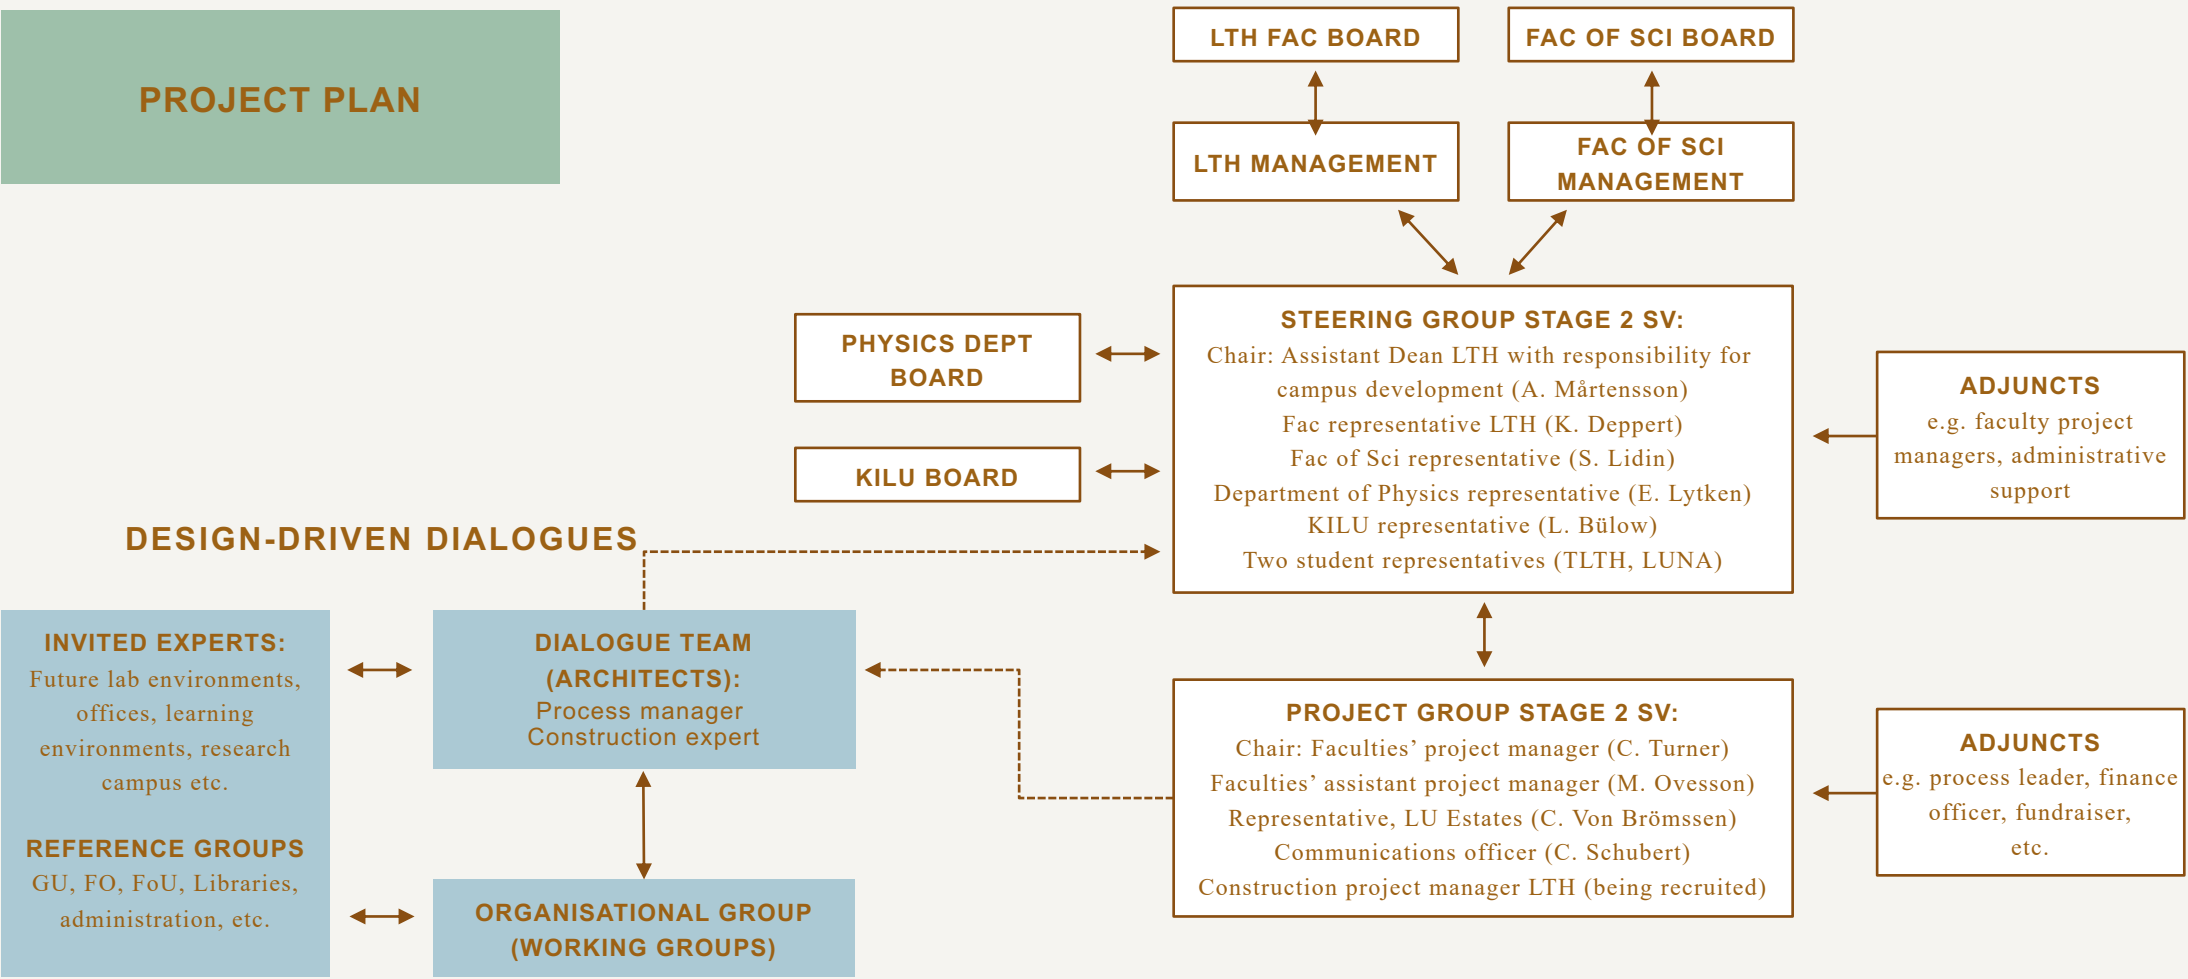 PROJECT PLAN
LTH FAC BOARD
FAC OF SCI BOARD
LTH MANAGEMENT
FAC OF SCI
MANAGEMENT
PHYSICS DEPT
BOARD
KILU BOARD
STEERING GROUP STAGE 2 SV:
Chair: Assistant Dean LTH with responsibility for
campus development (A. Mårtensson)
Fac representative LTH (K. Deppert)
Fac of Sci representative (S. Lidin)
Department of Physics representative (E. Lytken)
KILU representative (L. Bülow)
Two student representatives (TLTH, LUNA)
ADJUNCTS
e.g. faculty project
managers, administrative
support
DESIGN-DRIVEN DIALOGUES
INVITED EXPERTS:
Future lab environments,
offices, learning
environments, research
campus etc.
REFERENCE GROUPS
GU, FO, FoU, Libraries,
administration, etc.
DIALOGUE TEAM
(ARCHITECTS):
Process manager
Construction expert
ORGANISATIONAL GROUP
(WORKING GROUPS)
PROJECT GROUP STAGE 2 SV:
Chair: Faculties’ project manager (C. Turner)
Faculties’ assistant project manager (M. Ovesson)
Representative, LU Estates (C. Von Brömssen)
Communications officer (C. Schubert)
Construction project manager LTH (being recruited)
ADJUNCTS
e.g. process leader, finance
officer, fundraiser,
etc.